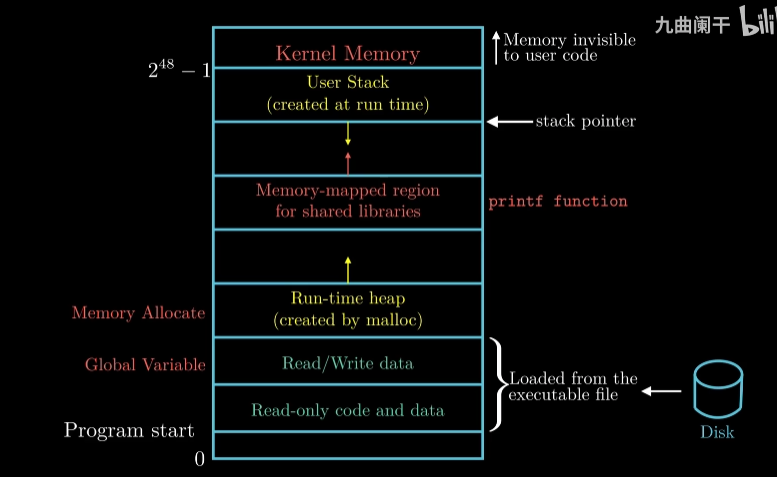 九曲阑干 bili
Kernel Memory
Memory invisible
to user code
2^48 − 1
User Stack
(created at run time)
stack pointer
Memory-mapped region
for shared libraries
printf function
Run-time heap
(created by malloc)
Memory Allocate
Global Variable
Read/Write data
Loaded from the
executable file
Read-only code and data
Program start
Disk
0